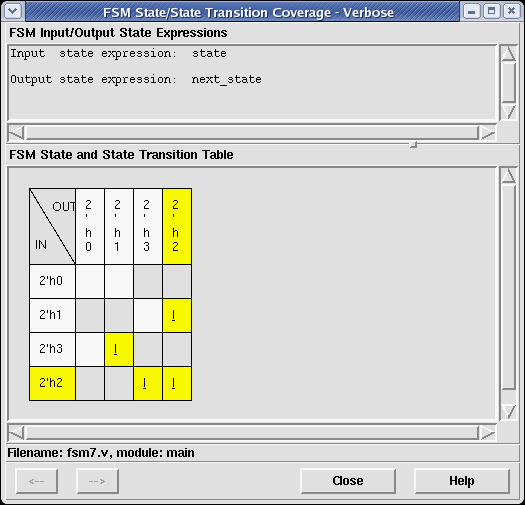 FSM State/State Transition Coverage - Verbose
FSM Input/Output State Expressions
Input  state expression:  state
Output state expression:  next_state
FSM State and State Transition Table
OUT 2'h0 2'h1 2'h3 2'h2
IN
2'h0
2'h1 !
2'h3 !
2'h2 ! !
Filename: fsm7.v, module: main
<-- --> Close Help